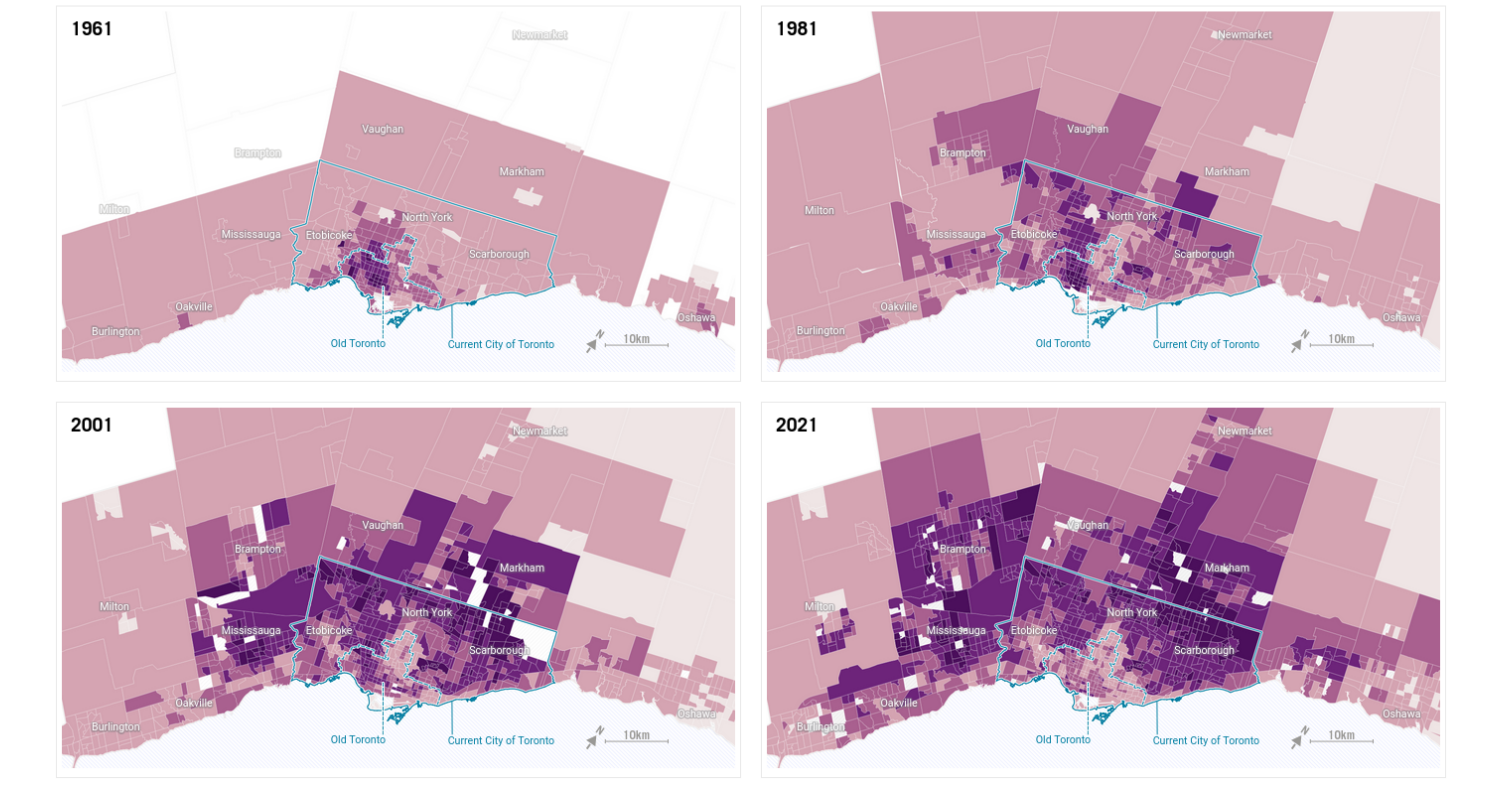 1961
Newmarket
Vaughan
Brampton
Markham
Milton
North York
Mississauga
Etobicoke
Scarborough
Oakville
Burlington
Oshawa
N
10km
Old Toronto
Current City of Toronto
1981
Newmarket
Vaughan
Brampton
Markham
Milton
North York
Mississauga
Etobicoke
Scarborough
Oakville
Burlington
Oshawa
N
10km
Old Toronto
Current City of Toronto
2001
Newmarket
Vaughan
Brampton
Markham
Milton
North York
Mississauga
Etobicoke
Scarborough
Oakville
Burlington
Oshawa
N
10km
Old Toronto
Current City of Toronto
2021
Newmarket
Vaughan
Brampton
Markham
Milton
North York
Mississauga
Etobicoke
Scarborough
Oakville
Burlington
Oshawa
N
10km
Old Toronto
Current City of Toronto